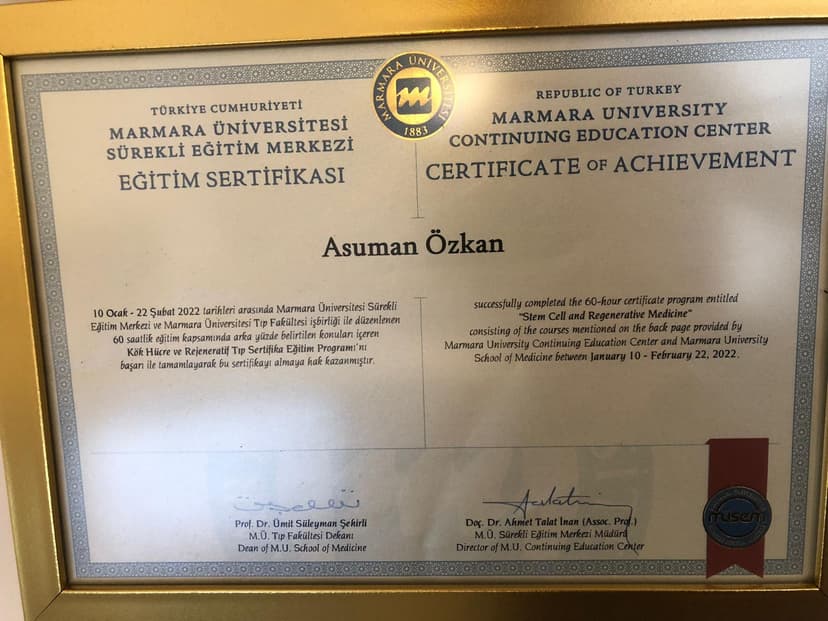 MARMARA ÜNİVERSİTESİ
1883
TÜRKİYE CUMHURİYETİ
MARMARA ÜNİVERSİTESİ
SÜREKLİ EĞİTİM MERKEZİ
EĞİTİM SERTİFİKASI
REPUBLIC OF TURKEY
MARMARA UNIVERSITY
CONTINUING EDUCATION CENTER
CERTIFICATE OF ACHIEVEMENT
Asuman Özkan
10 Ocak - 22 Şubat 2022 tarihleri arasında Marmara Üniversitesi Sürekli
Eğitim Merkezi ve Marmara Üniversitesi Tıp Fakültesi işbirliği ile düzenlenen
60 saatlik eğitim kapsamında arka yüzde belirtilen konuları içeren
Kök Hücre ve Rejeneratif Tıp Sertifika Eğitim Programı'nı
başarı ile tamamlayarak bu sertifikayı almaya hak kazanmıştır.
successfully completed the 60-hour certificate program entitled
"Stem Cell and Regenerative Medicine"
consisting of the courses mentioned on the back page provided by
Marmara University Continuing Education Center and Marmara University
School of Medicine between January 10 - February 22, 2022.
Prof. Dr. Ümit Süleyman Şehirli
M.Ü. Tıp Fakültesi Dekanı
Dean of M.U. School of Medicine
Doç. Dr. Ahmet Talat İnan (Assoc. Prof.)
M.Ü. Sürekli Eğitim Merkezi Müdürü
Director of M.U. Continuing Education Center
musem